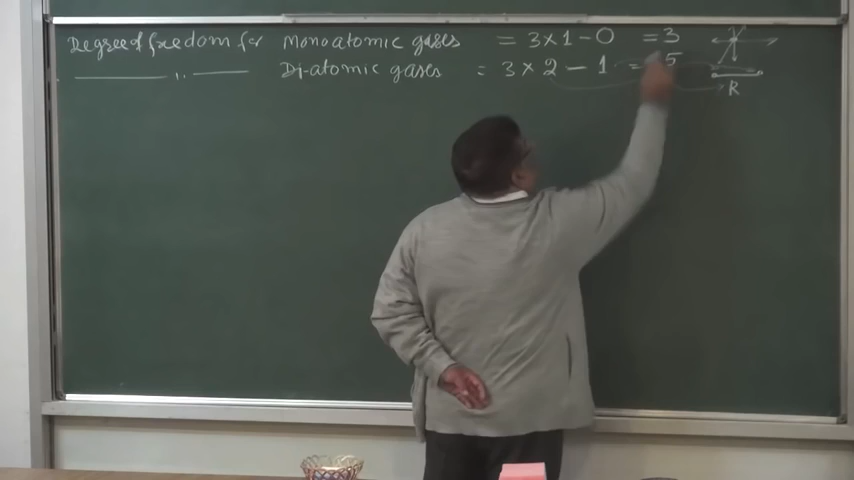 Degree of freedom for Monoatomic gases = 3 x 1 - 0 = 3
— " — Di-atomic gases = 3 x 2 - 1 = 5
R